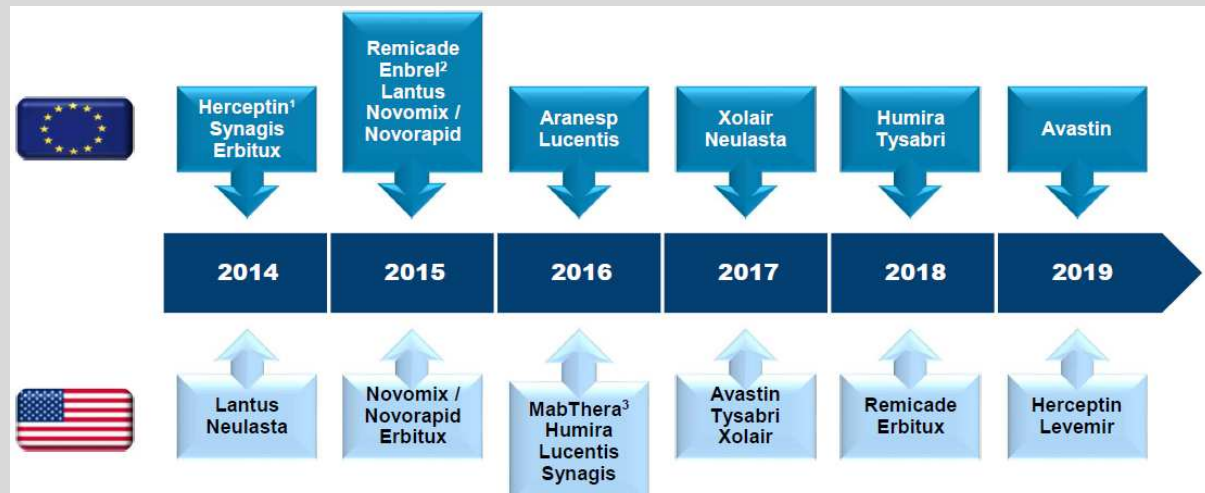 Herceptin¹
Synagis
Erbitux
Remicade
Enbrel²
Lantus
Novomix /
Novorapid
Aranesp
Lucentis
Xolair
Neulasta
Humira
Tysabri
Avastin
2014
2015
2016
2017
2018
2019
Lantus
Neulasta
Novomix /
Novorapid
Erbitux
MabThera³
Humira
Lucentis
Synagis
Avastin
Tysabri
Xolair
Remicade
Erbitux
Herceptin
Levemir